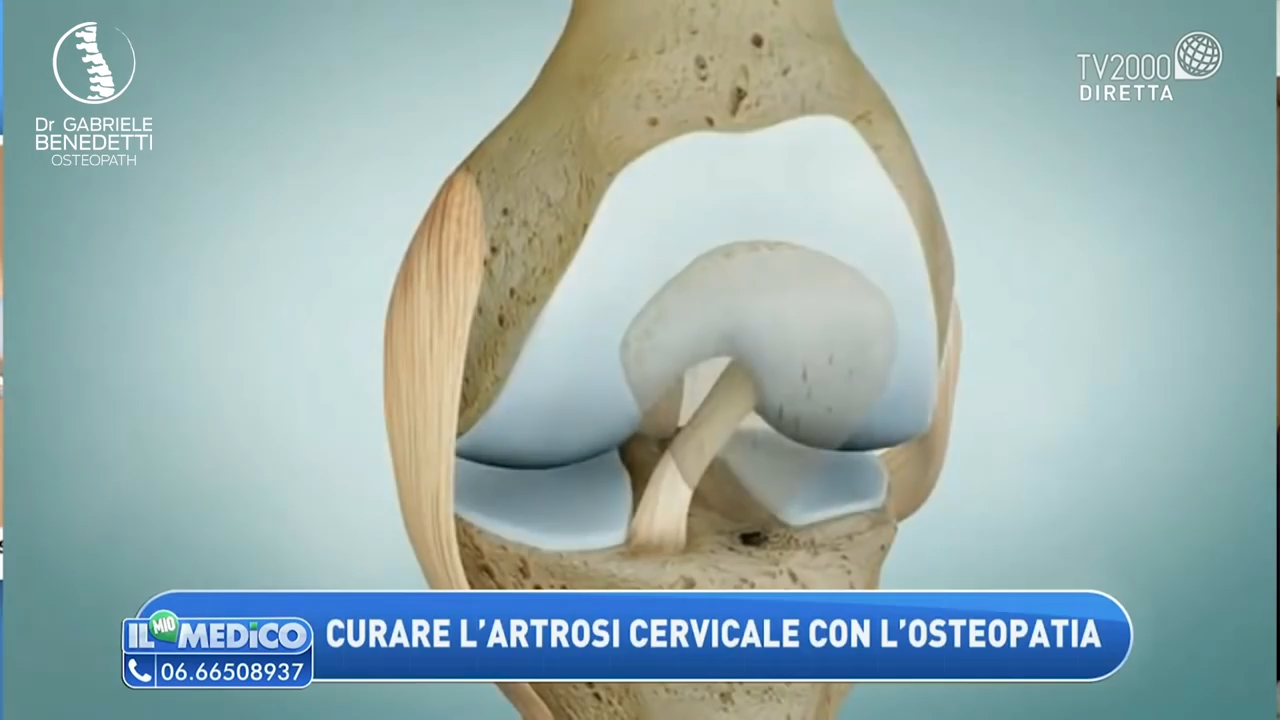 Dr GABRIELE
BENEDETTI
OSTEOPATH
TV2000
DIRETTA
IL MIO MEDICO
CURARE L'ARTROSI CERVICALE CON L'OSTEOPATIA
06.66508937